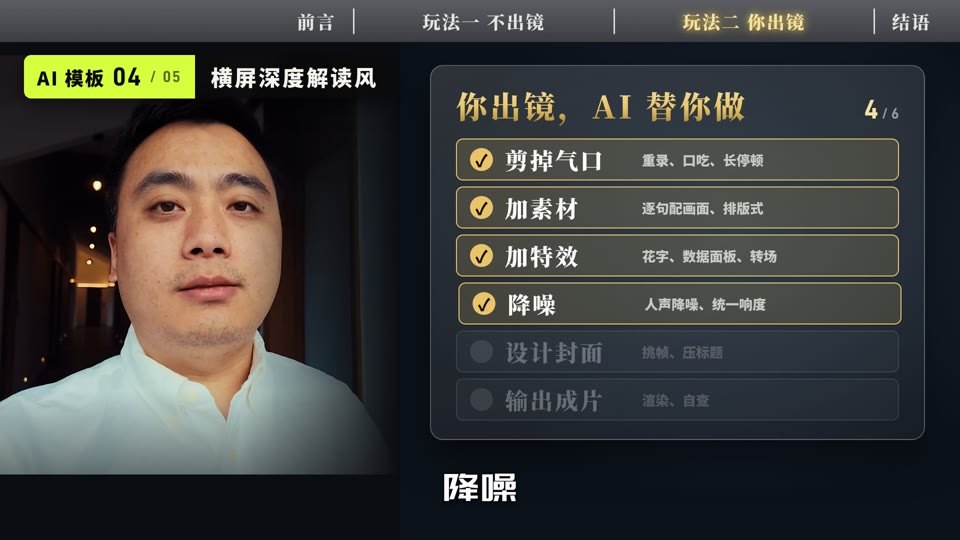 前言 玩法一 不出镜 玩法二 你出镜 结语
AI 模板 04 / 05 横屏深度解读风
你出镜，AI 替你做 4 / 6
剪掉气口 重录、口吃、长停顿
加素材 逐句配画面、排版式
加特效 花字、数据面板、转场
降噪 人声降噪、统一响度
设计封面 挑帧、压标题
输出成片 渲染、自查
降噪